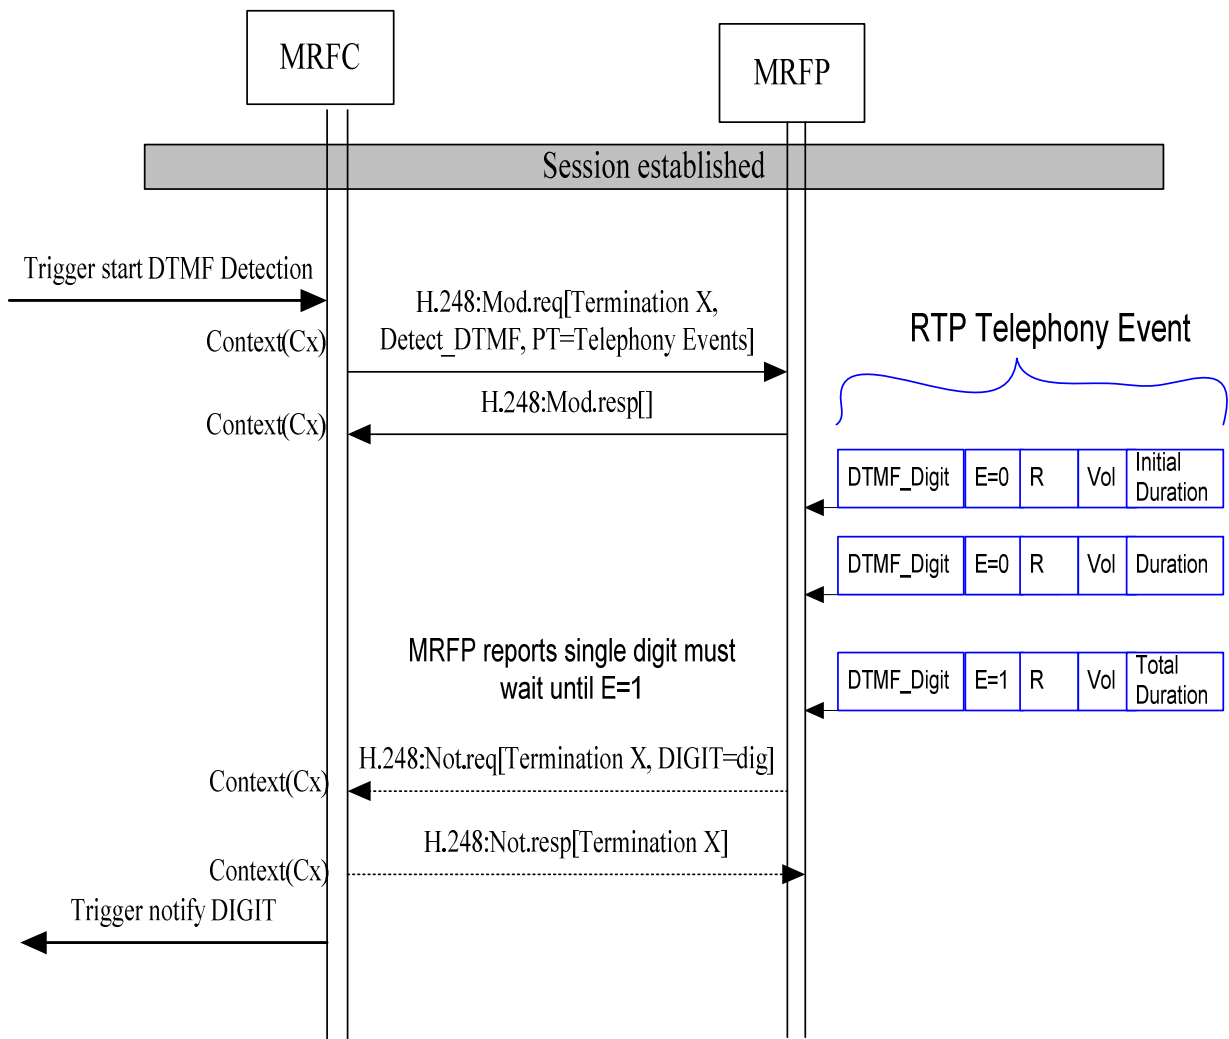 MRFC
MRFP
Session established
Trigger start DTMF Detection
H.248:Mod.req[Termination X,
Detect_DTMF, PT=Telephony Events]
Context(Cx)
RTP Telephony Event
H.248:Mod.resp[]
Context(Cx)
DTMF_Digit E=0 R Vol Initial
Duration
DTMF_Digit E=0 R Vol Duration
MRFP reports single digit must
wait until E=1
DTMF_Digit E=1 R Vol Total
Duration
H.248:Not.req[Termination X, DIGIT=dig]
Context(Cx)
H.248:Not.resp[Termination X]
Context(Cx)
Trigger notify DIGIT